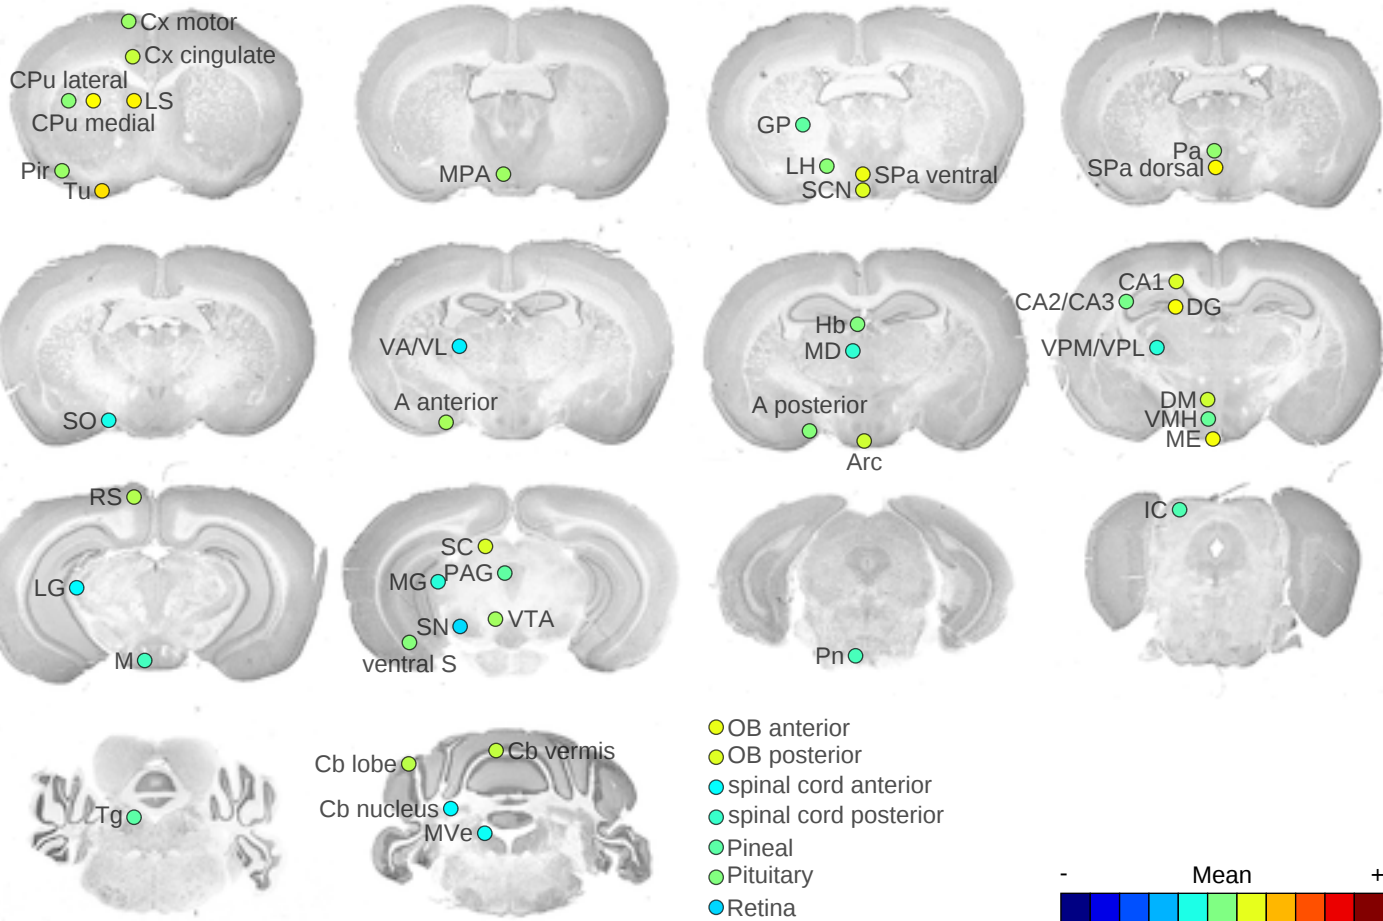 Cx motor
Cx cingulate
CPu lateral
LS
CPu medial
Pir
Tu
MPA
GP
LH
SPa ventral
SCN
Pa
SPa dorsal
SO
VA/VL
A anterior
Hb
MD
A posterior
Arc
CA1
CA2/CA3
DG
VPM/VPL
DM
VMH
ME
RS
LG
M
SC
MG
PAG
SN
VTA
ventral S
Pn
IC
Tg
Cb lobe
Cb vermis
Cb nucleus
MVe
OB anterior
OB posterior
spinal cord anterior
spinal cord posterior
Pineal
Pituitary
Retina
- Mean +